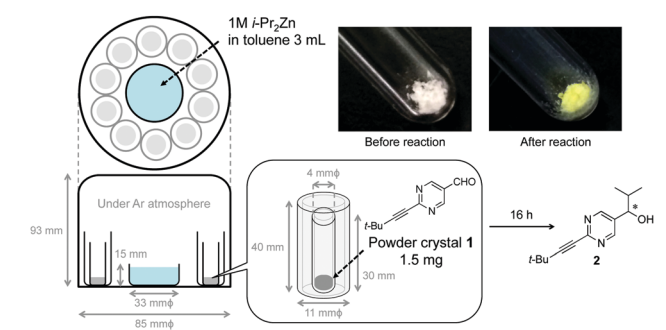 1M i-Pr₂Zn
in toluene 3 mL
Before reaction
After reaction
Under Ar atmosphere
93 mm
15 mm
33 mmϕ
85 mmϕ
4 mmϕ
40 mm
30 mm
11 mmϕ
CHO
N
N
t-Bu
Powder crystal 1
1.5 mg
16 h
*
OH
N
N
t-Bu
2